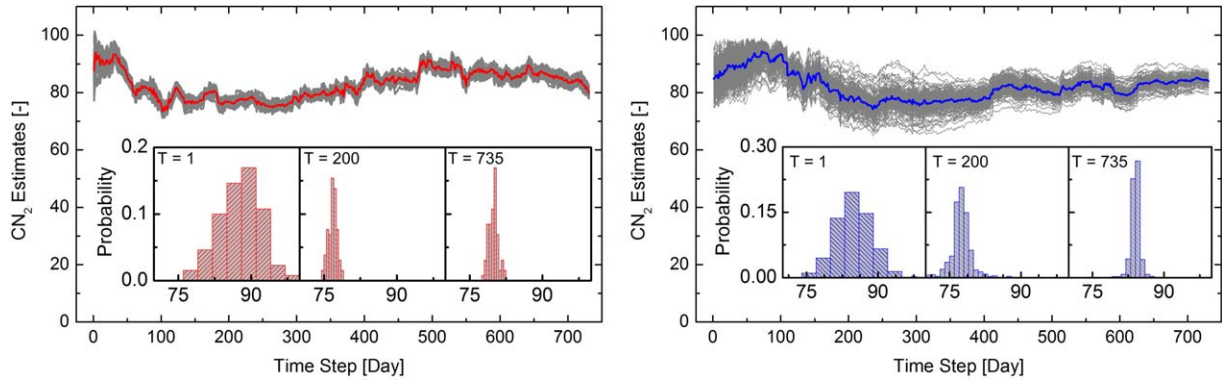 100
80
60
40
20
0
CN₂ Estimates [-]
0.2
0.1
0.0
Probability
T = 1
T = 200
T = 735
75 90 75 90 75 90
0 100 200 300 400 500 600 700
Time Step [Day]
100
80
60
40
20
0
CN₂ Estimates [-]
0.30
0.15
0.00
Probability
T = 1
T = 200
T = 735
75 90 75 90 75 90
0 100 200 300 400 500 600 700
Time Step [Day]